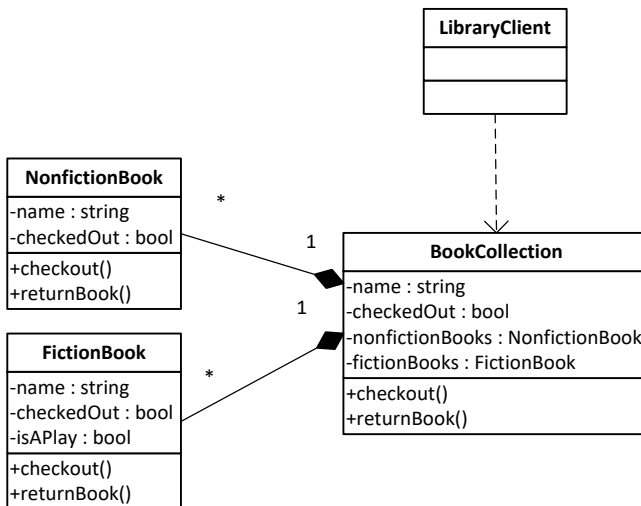 LibraryClient
NonfictionBook
-name : string
-checkedOut : bool
+checkout()
+returnBook()
*
1
BookCollection
-name : string
-checkedOut : bool
-nonfictionBooks : NonfictionBook
-fictionBooks : FictionBook
+checkout()
+returnBook()
1
*
FictionBook
-name : string
-checkedOut : bool
-isAPlay : bool
+checkout()
+returnBook()